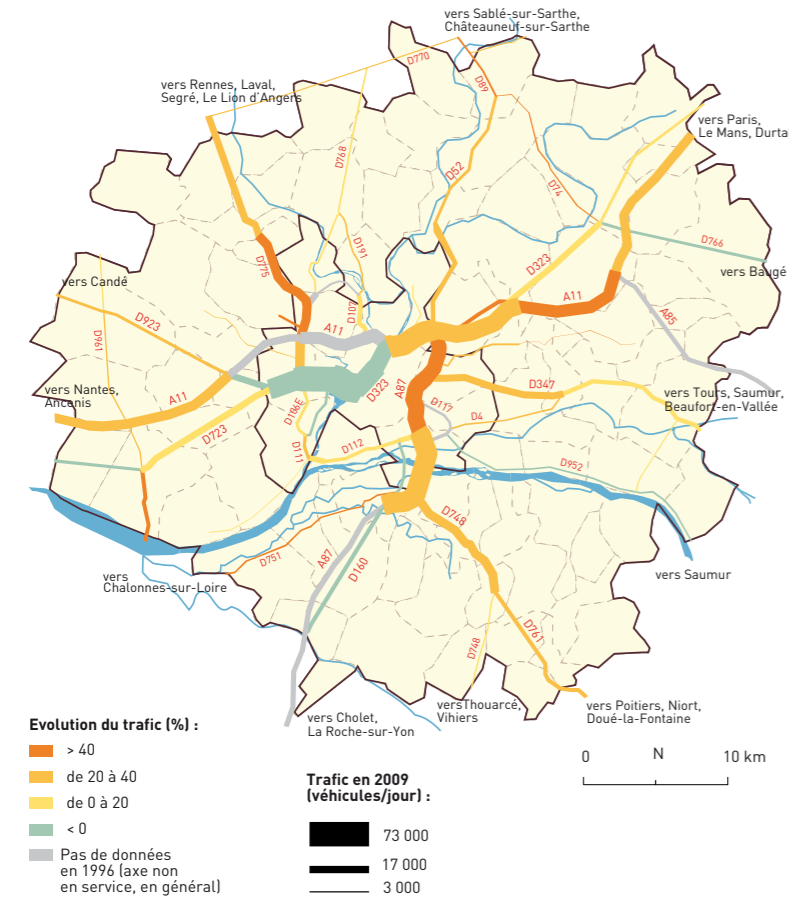 vers Sablé-sur-Sarthe,
Châteauneuf-sur-Sarthe
D770
D89
vers Rennes, Laval,
Segré, Le Lion d'Angers
vers Paris,
Le Mans, Durta
D768
D52
D74
D191
D323
D766
D775
vers Baugé
vers Candé
A11
D107
D923
A11
A85
D961
D323
A87
D347
vers Nantes,
Ancenis
A11
vers Tours, Saumur,
Beaufort-en-Vallée
D106E
D117
D4
D723
D111
D112
D952
D748
D751
A87
D160
vers Saumur
vers
Chalonnes-sur-Loire
D761
D748
vers Cholet,
La Roche-sur-Yon
versThouarcé,
Vihiers
vers Poitiers, Niort,
Doué-la-Fontaine
Evolution du trafic (%) :
> 40
de 20 à 40
de 0 à 20
< 0
Pas de données
en 1996 (axe non
en service, en général)
Trafic en 2009
(véhicules/jour) :
73 000
17 000
3 000
0 N 10 km